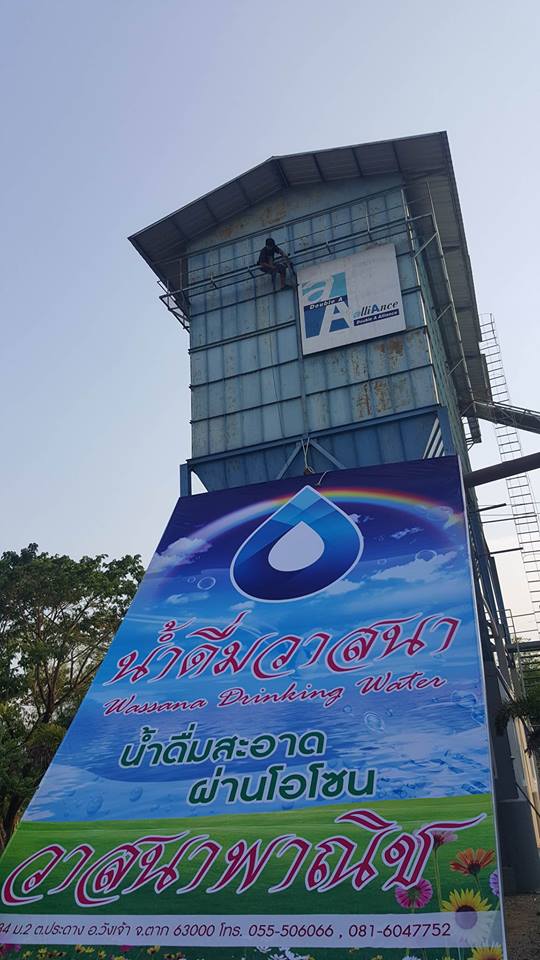 a
Double A
A alliAnce
Double A Alliance
น้ำดื่มวาสนา
Wassana Drinking Water
น้ำดื่มสะอาด
ผ่านโอโซน
วาสนาพาณิช
ม.2 ต.ประดาง อ.วังเจ้า จ.ตาก 63000 โทร. 055-506066 , 081-6047752